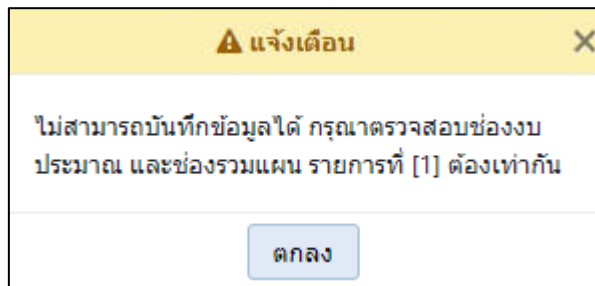 แจ้งเตือน
ไม่สามารถบันทึกข้อมูลได้ กรุณาตรวจสอบช่องงบ
ประมาณ และช่องรวมแผน รายการที่ [1] ต้องเท่ากัน
ตกลง